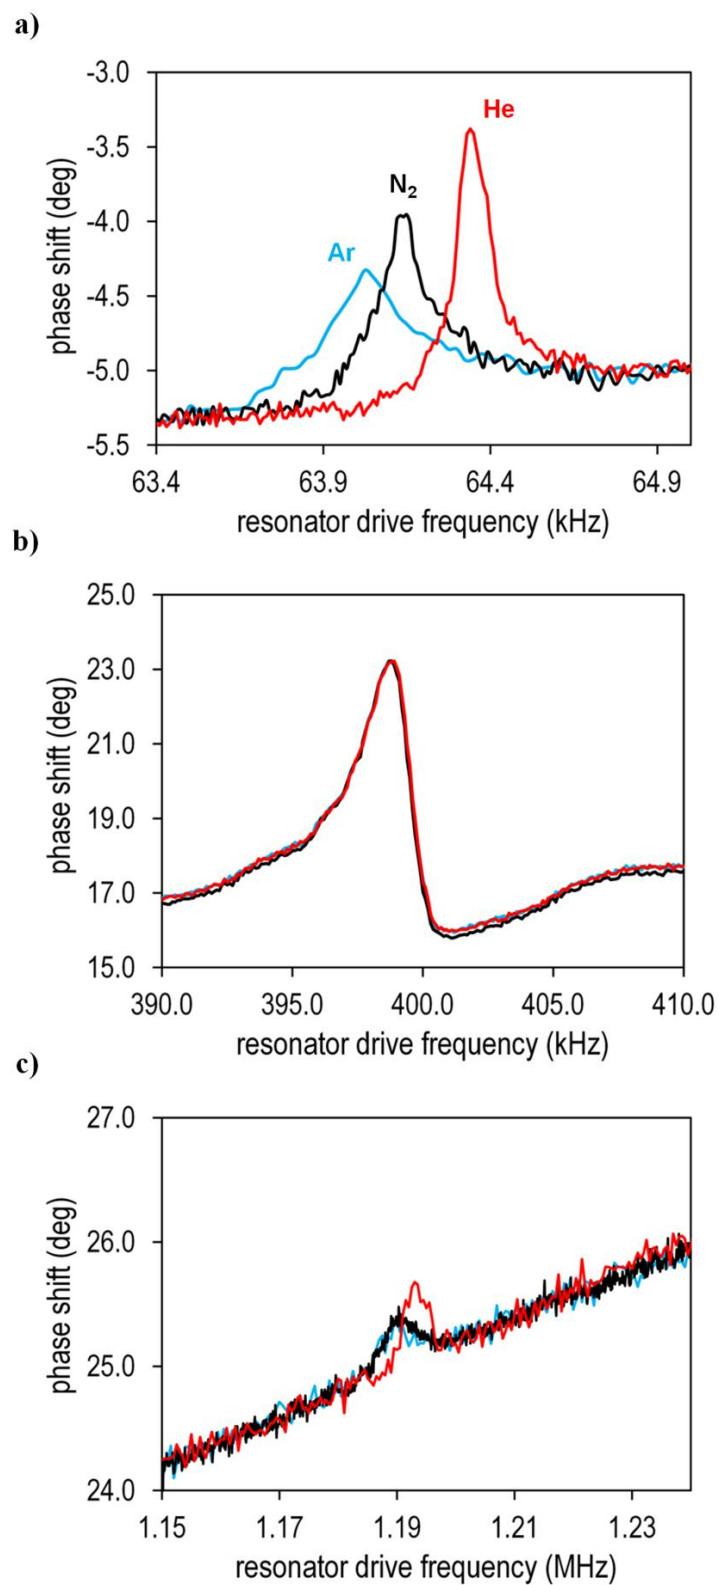 a)
-3.0
-3.5
-4.0
-4.5
-5.0
-5.5
phase shift (deg)
He
N₂
Ar
63.4 63.9 64.4 64.9
resonator drive frequency (kHz)
b)
25.0
23.0
21.0
19.0
17.0
15.0
phase shift (deg)
390.0 395.0 400.0 405.0 410.0
resonator drive frequency (kHz)
c)
27.0
26.0
25.0
24.0
phase shift (deg)
1.15 1.17 1.19 1.21 1.23
resonator drive frequency (MHz)